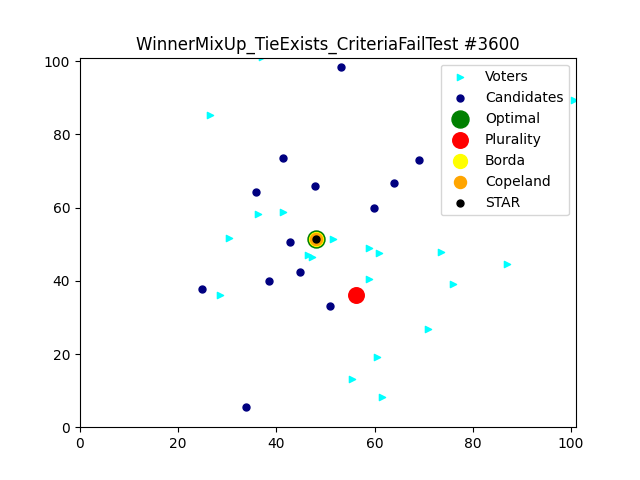 WinnerMixUp_TieExists_CriteriaFailTest #3600
100
80
60
40
20
0
0
20
40
60
80
100
Voters
Candidates
Optimal
Plurality
Borda
Copeland
STAR